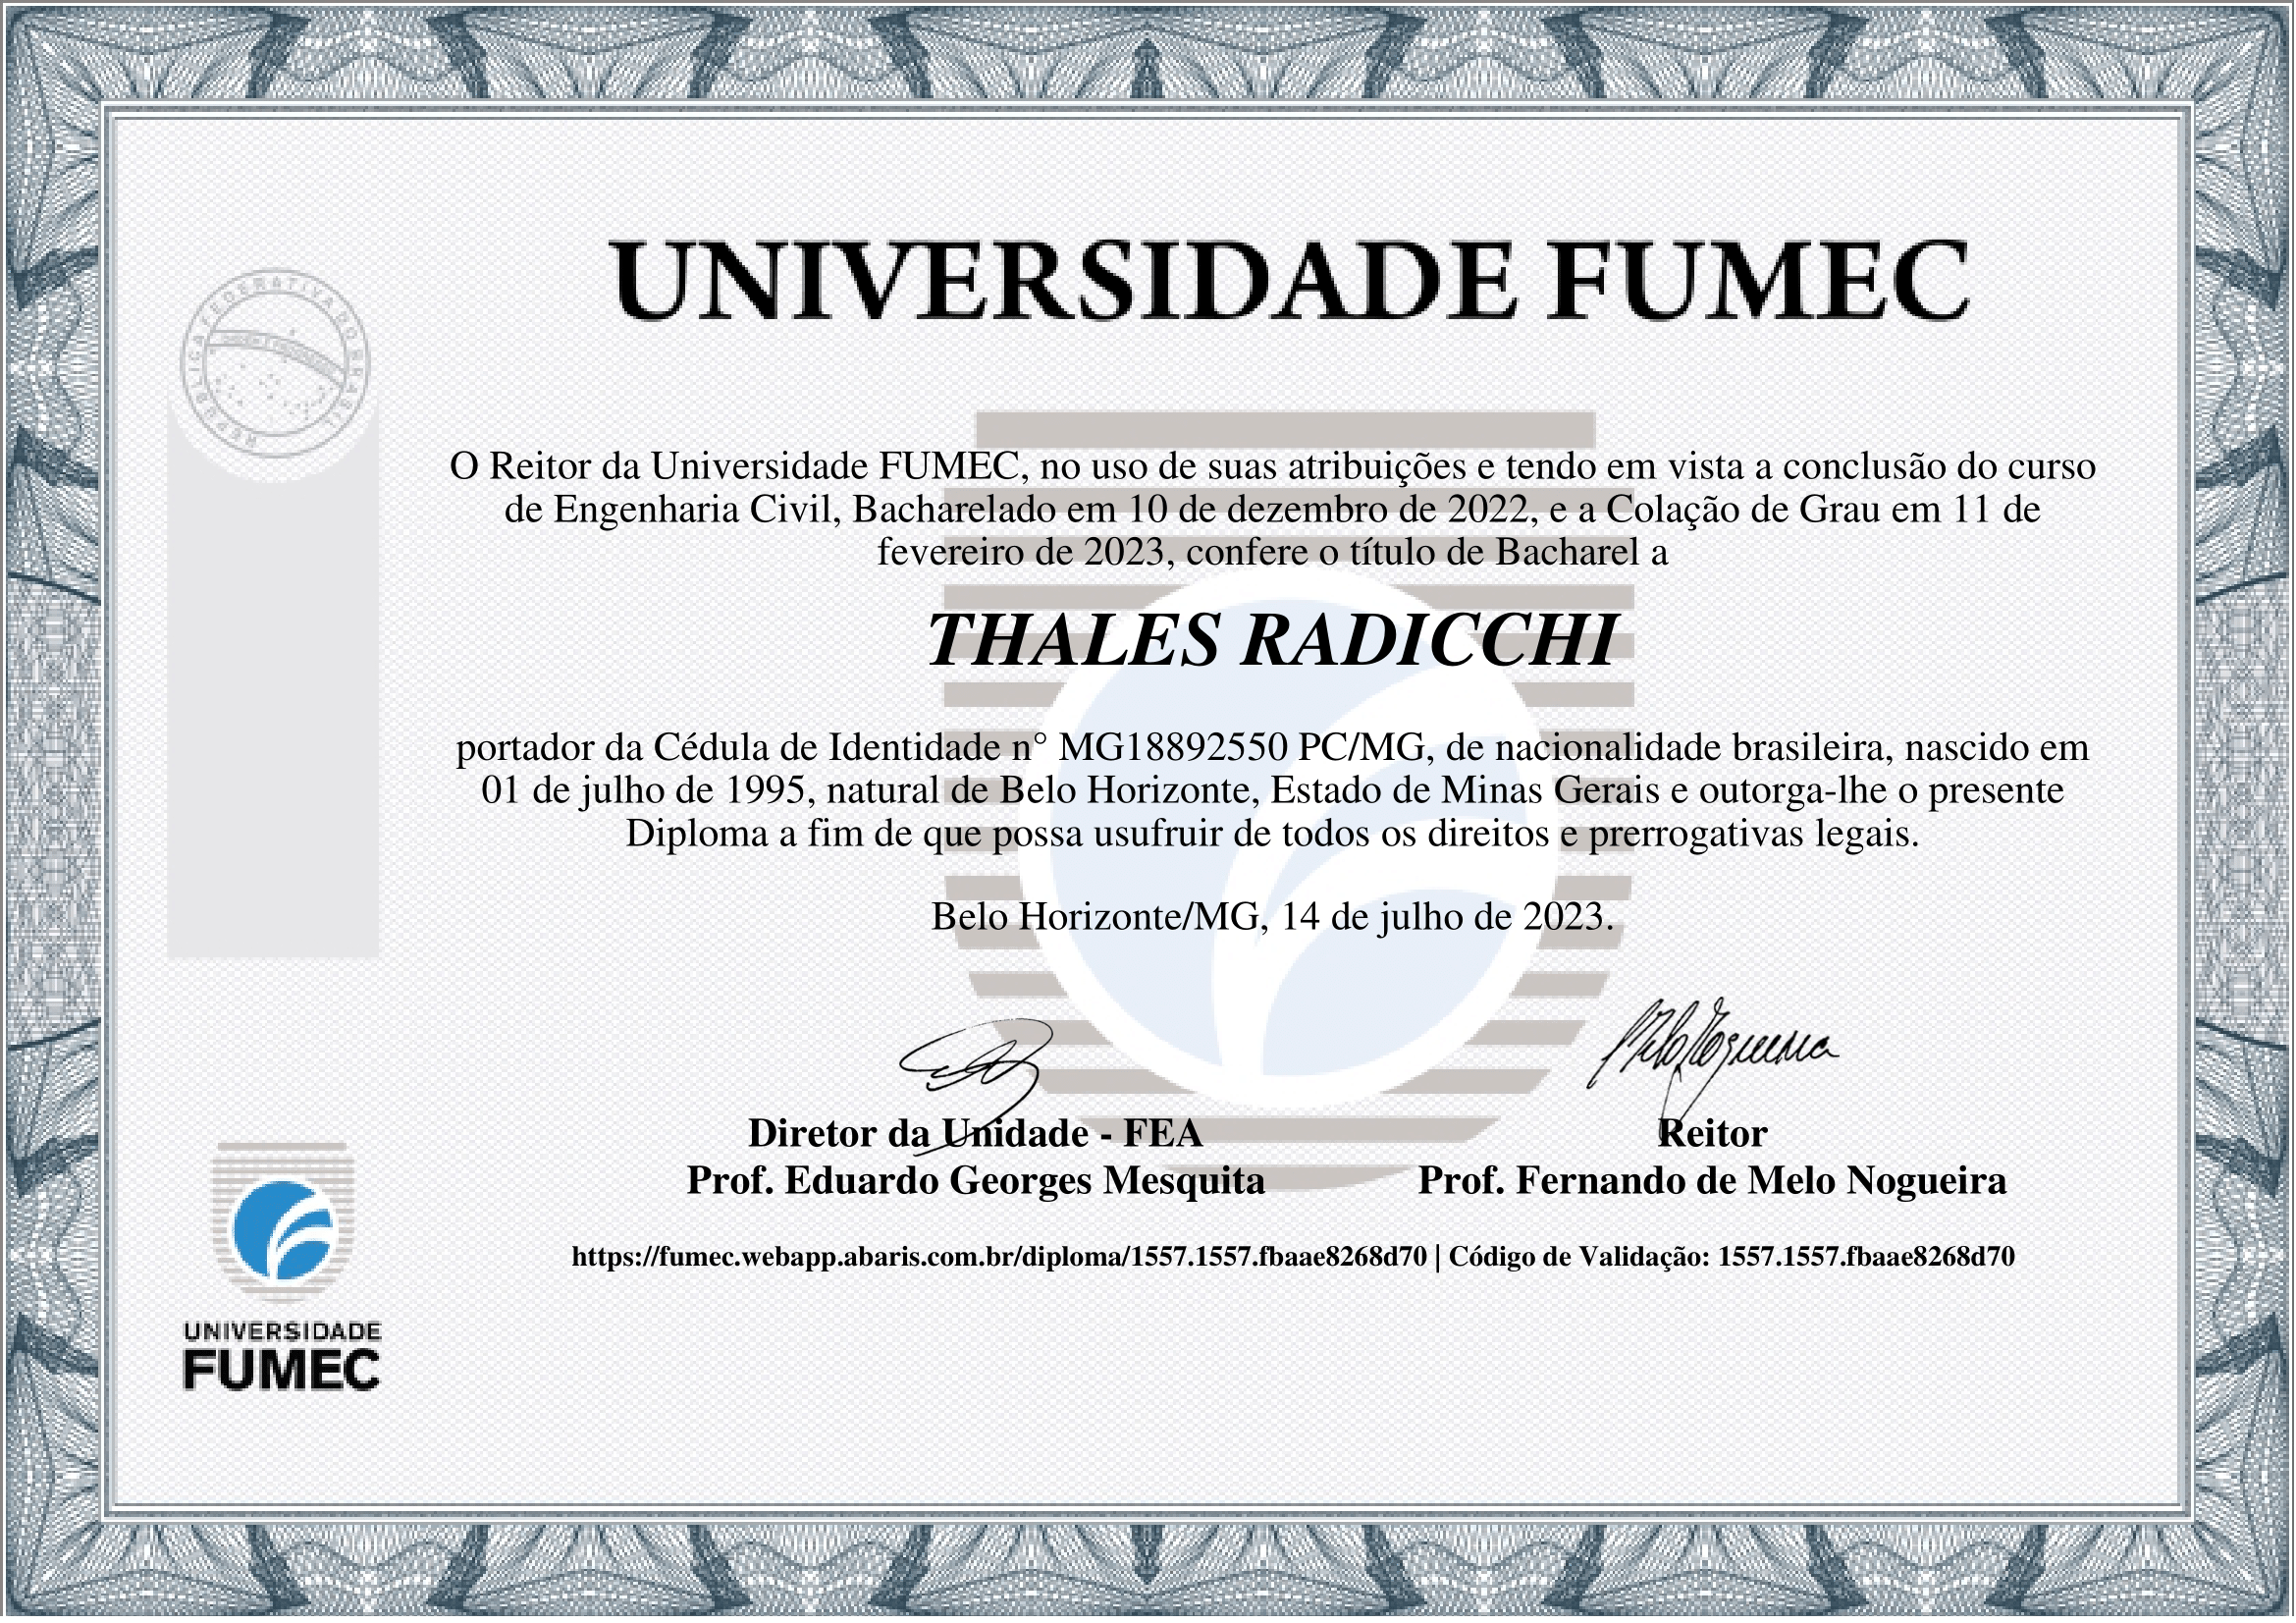 UNIVERSIDADE FUMEC
REPÚBLICA FEDERATIVA DO BRASIL
O Reitor da Universidade FUMEC, no uso de suas atribuições e tendo em vista a conclusão do curso
de Engenharia Civil, Bacharelado em 10 de dezembro de 2022, e a Colação de Grau em 11 de
fevereiro de 2023, confere o título de Bacharel a
THALES RADICCHI
portador da Cédula de Identidade n° MG18892550 PC/MG, de nacionalidade brasileira, nascido em
01 de julho de 1995, natural de Belo Horizonte, Estado de Minas Gerais e outorga-lhe o presente
Diploma a fim de que possa usufruir de todos os direitos e prerrogativas legais.
Belo Horizonte/MG, 14 de julho de 2023.
Diretor da Unidade - FEA
Prof. Eduardo Georges Mesquita
Reitor
Prof. Fernando de Melo Nogueira
https://fumec.webapp.abaris.com.br/diploma/1557.1557.fbaae8268d70 | Código de Validação: 1557.1557.fbaae8268d70
UNIVERSIDADE
FUMEC